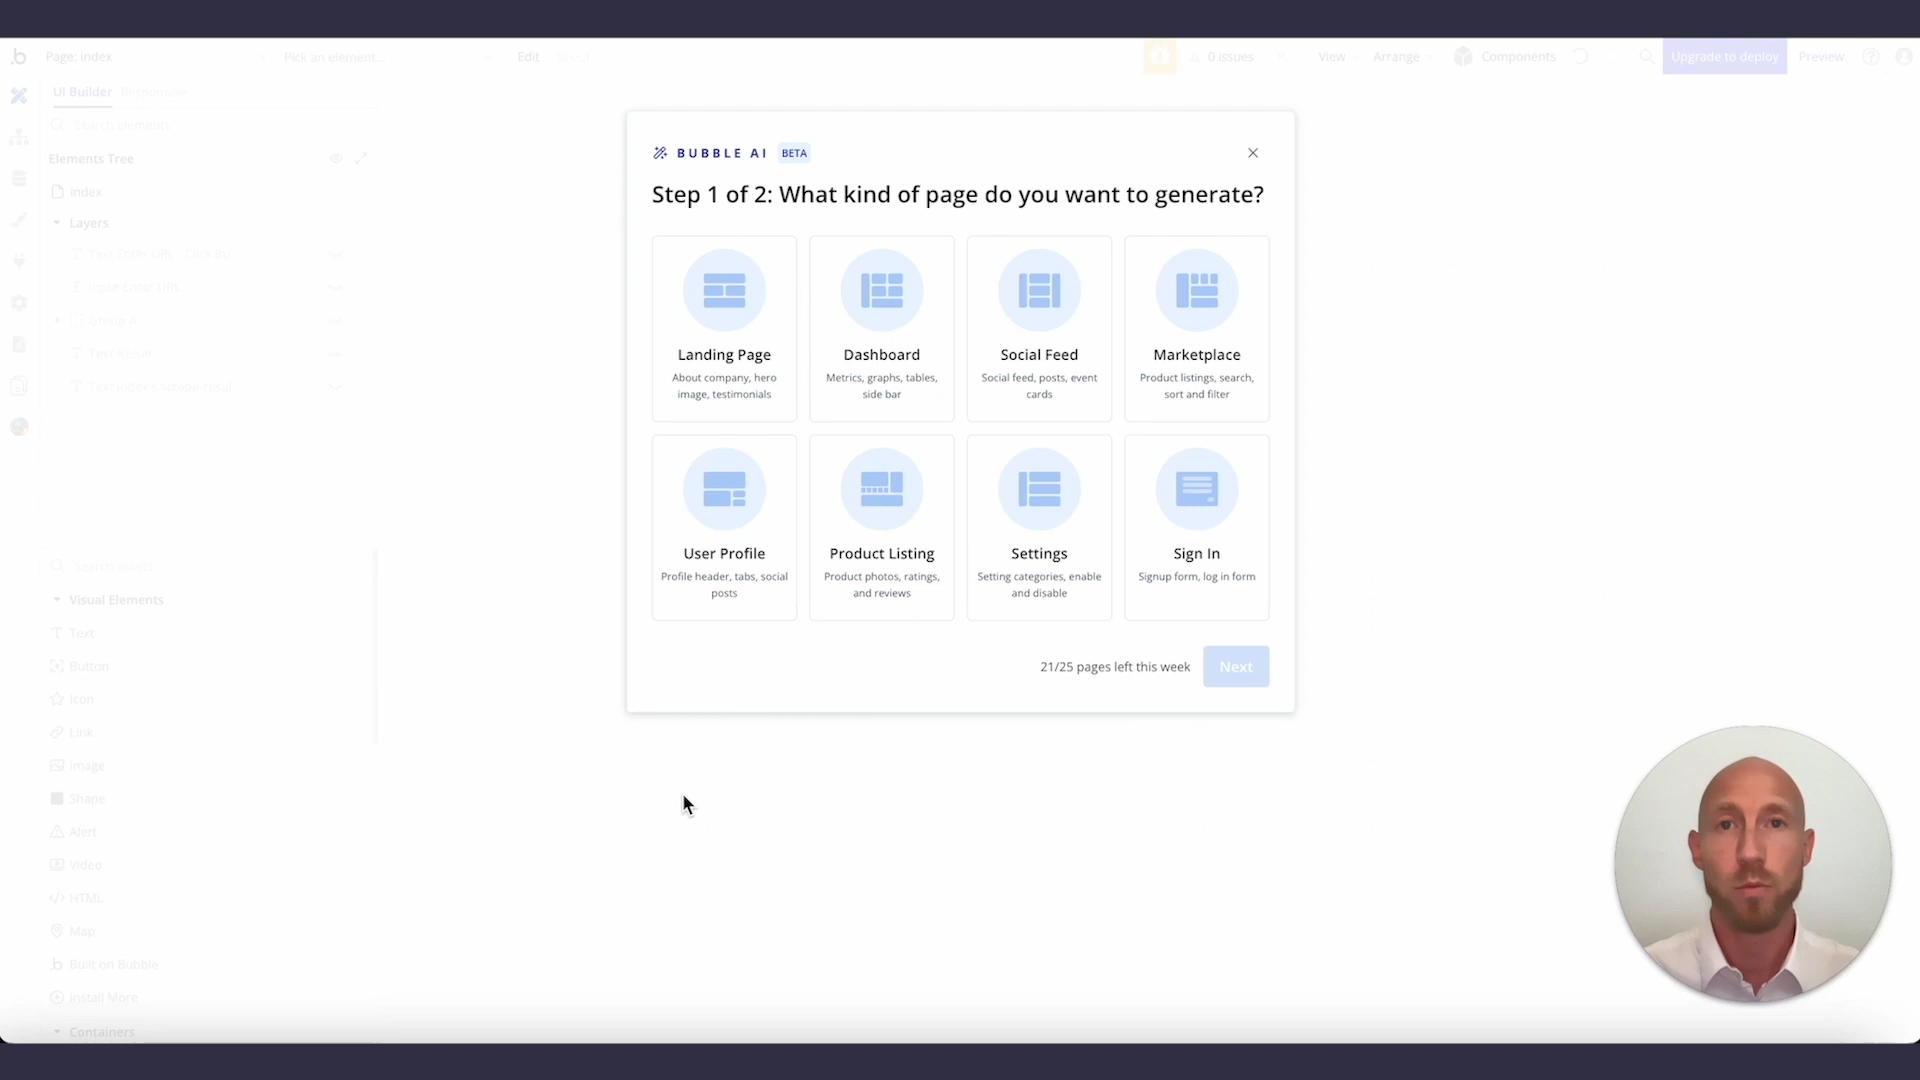 Page: index
Pick an element...
Edit
0 issues
View
Arrange
Components
Upgrade to deploy
Preview
UI Builder
Responsive
Search elements
Elements Tree
index
Layers
Group A
Search assets
Visual Elements
Text
Button
Icon
Link
Image
Shape
Alert
Video
HTML
Map
Built on Bubble
Install More
Containers
BUBBLE AI
BETA
Step 1 of 2: What kind of page do you want to generate?
Landing Page
About company, hero
image, testimonials
Dashboard
Metrics, graphs, tables,
side bar
Social Feed
Social feed, posts, event
cards
Marketplace
Product listings, search,
sort and filter
User Profile
Profile header, tabs, social
posts
Product Listing
Product photos, ratings,
and reviews
Settings
Setting categories, enable
and disable
Sign In
Signup form, log in form
21/25 pages left this week
Next